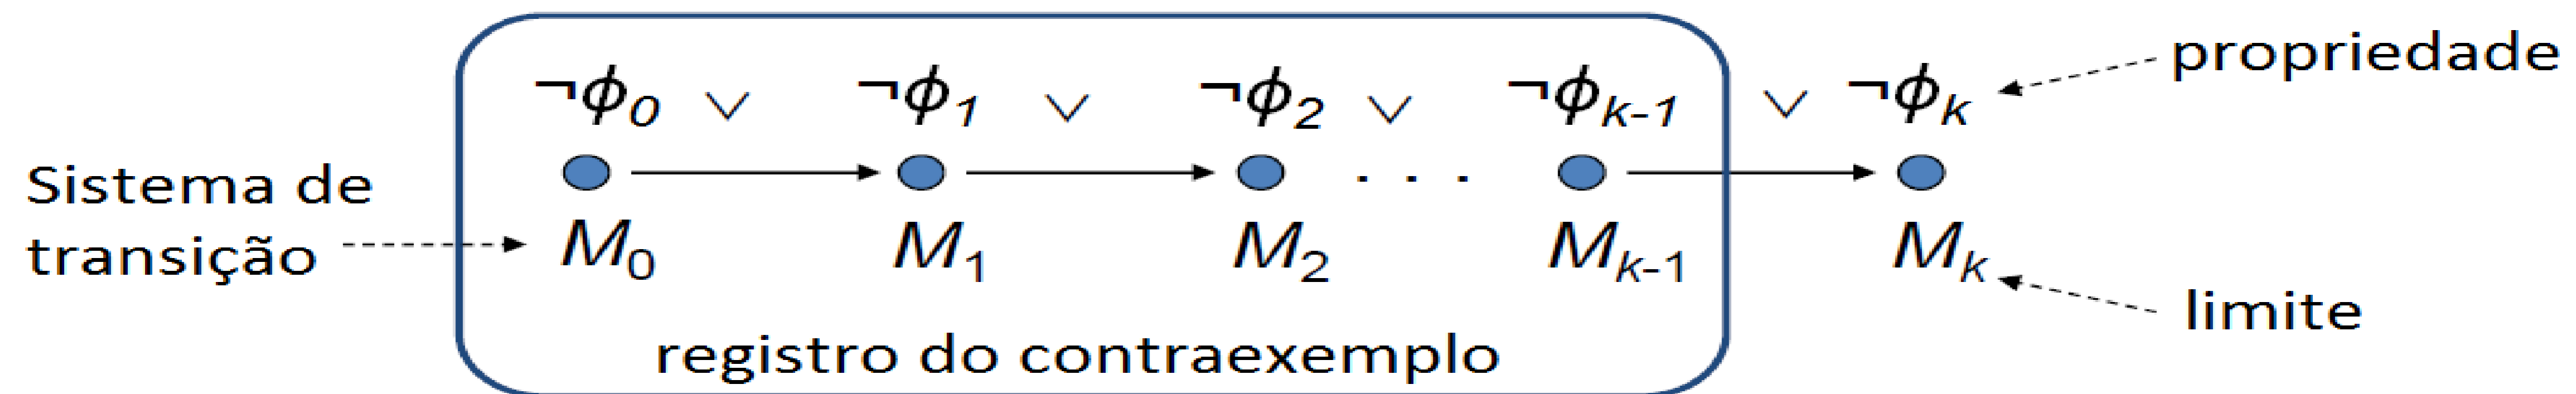 propriedade
¬ϕ0 ∨ ¬ϕ1 ∨ ¬ϕ2 ∨ ¬ϕk-1 ∨ ¬ϕk
Sistema de
transição
. . .
M0 M1 M2 Mk-1 Mk
limite
registro do contraexemplo